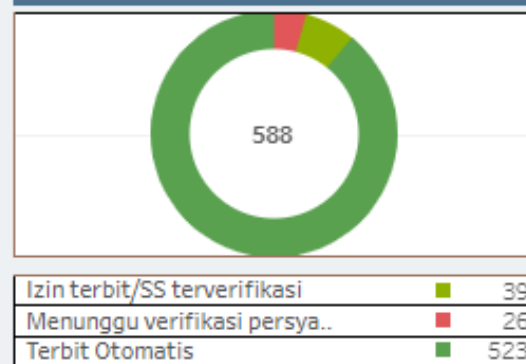 588
Izin terbit/SS terverifikasi 39
Menunggu verifikasi persya.. 26
Terbit Otomatis 523